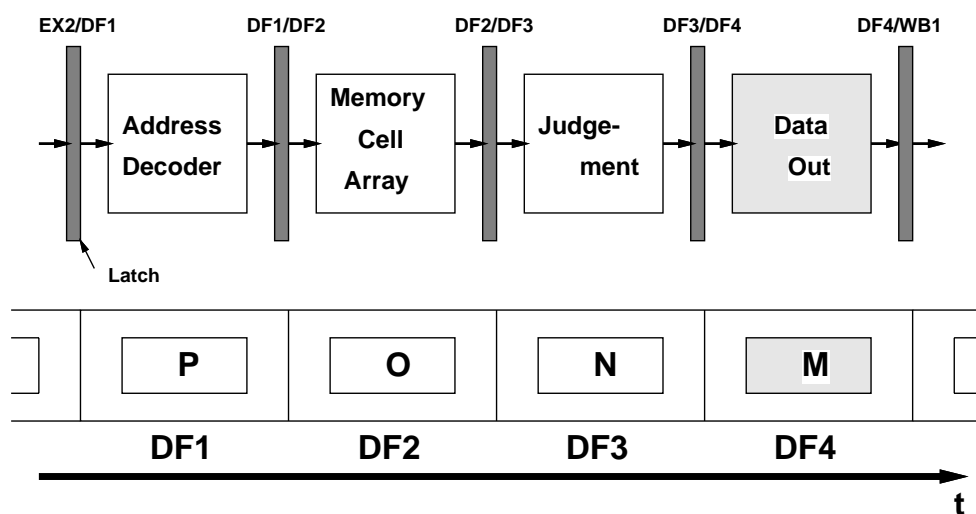 EX2/DF1
DF1/DF2
DF2/DF3
DF3/DF4
DF4/WB1
Address
Decoder
Memory
Cell
Array
Judge-
ment
Data
Out
Latch
P
O
N
M
DF1
DF2
DF3
DF4
t